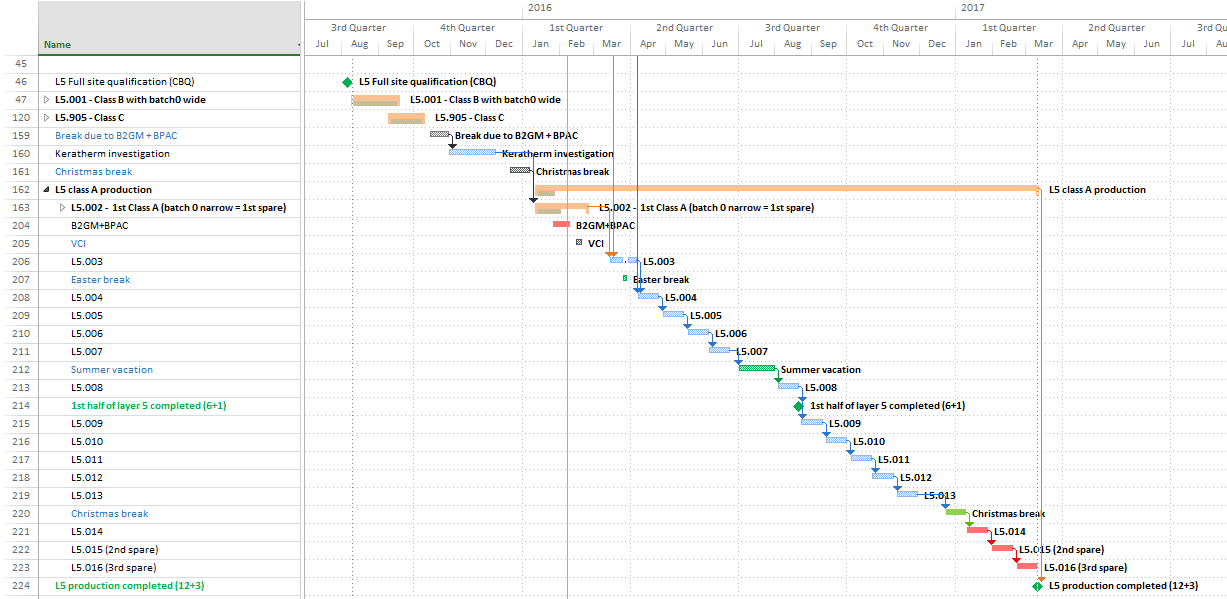 2016 2017
3rd Quarter 4th Quarter 1st Quarter 2nd Quarter 3rd Quarter 4th Quarter 1st Quarter 2nd Quarter 3rd Qua
Name Jul Aug Sep Oct Nov Dec Jan Feb Mar Apr May Jun Jul Aug Sep Oct Nov Dec Jan Feb Mar Apr May Jun Jul Au
45
46 L5 Full site qualification (CBQ) L5 Full site qualification (CBQ)
47 L5.001 - Class B with batch0 wide L5.001 - Class B with batch0 wide
120 L5.905 - Class C L5.905 - Class C
159 Break due to B2GM + BPAC Break due to B2GM + BPAC
160 Keratherm investigation Keratherm investigation
161 Christmas break Christmas break
162 L5 class A production L5 class A production
163 L5.002 - 1st Class A (batch 0 narrow = 1st spare) L5.002 - 1st Class A (batch 0 narrow = 1st spare)
204 B2GM+BPAC B2GM+BPAC
205 VCI VCI
206 L5.003 L5.003
207 Easter break Easter break
208 L5.004 L5.004
209 L5.005 L5.005
210 L5.006 L5.006
211 L5.007 L5.007
212 Summer vacation Summer vacation
213 L5.008 L5.008
214 1st half of layer 5 completed (6+1) 1st half of layer 5 completed (6+1)
215 L5.009 L5.009
216 L5.010 L5.010
217 L5.011 L5.011
218 L5.012 L5.012
219 L5.013 L5.013
220 Christmas break Christmas break
221 L5.014 L5.014
222 L5.015 (2nd spare) L5.015 (2nd spare)
223 L5.016 (3rd spare) L5.016 (3rd spare)
224 L5 production completed (12+3) L5 production completed (12+3)